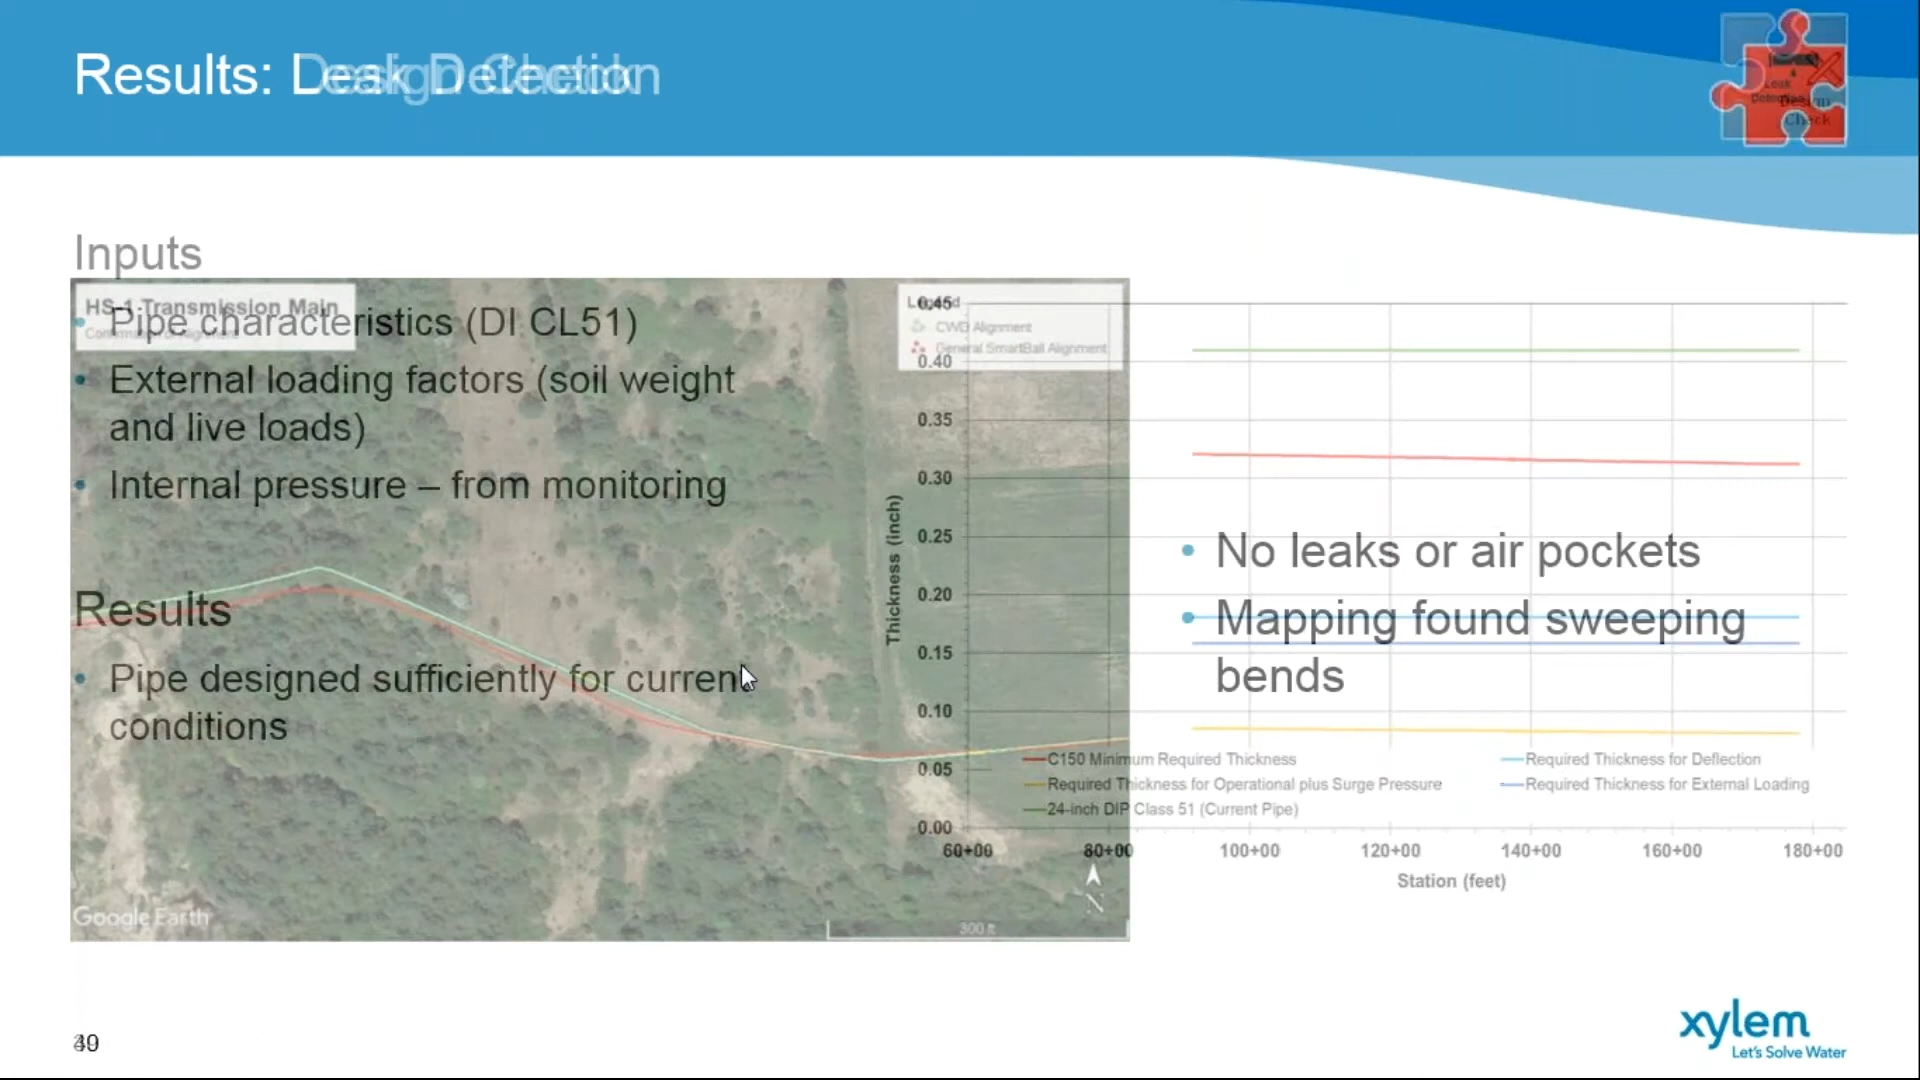 Results: Leak Detection
Design Check
Leak
Detection
Design
Check
Inputs
Pipe characteristics (DI CL51)
External loading factors (soil weight
and live loads)
Internal pressure – from monitoring
Results
Pipe designed sufficiently for current
conditions
HS-1 Transmission Main
Legend
CWD Alignment
General SmartBall Alignment
Google Earth
300 ft
N
No leaks or air pockets
Mapping found sweeping
bends
Thickness (inch)
0.45
0.40
0.35
0.30
0.25
0.20
0.15
0.10
0.05
0.00
C150 Minimum Required Thickness
Required Thickness for Deflection
Required Thickness for Operational plus Surge Pressure
Required Thickness for External Loading
24-inch DIP Class 51 (Current Pipe)
60+00 80+00 100+00 120+00 140+00 160+00 180+00
Station (feet)
xylem
Let's Solve Water